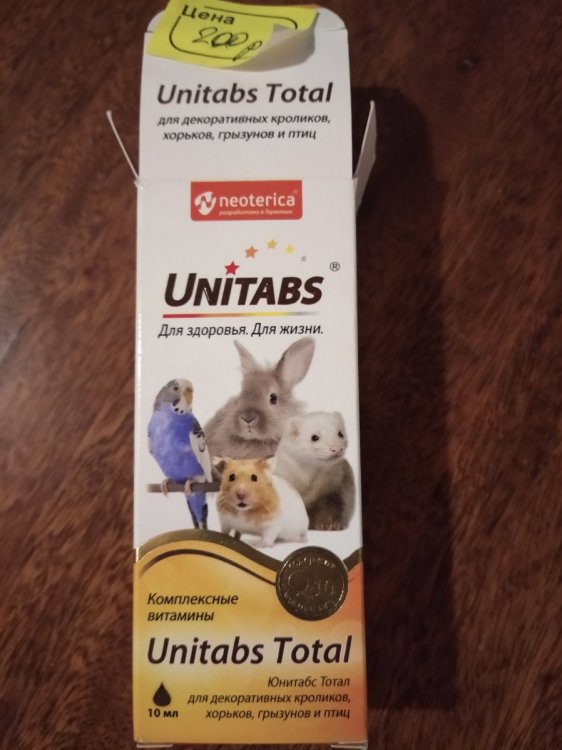 Цена
200
Unitabs Total
для декоративных кроликов,
хорьков, грызунов и птиц
neoterica®
разработано в Германии
UNITABS®
Для здоровья. Для жизни.
Q10
Комплексные
витамины
Unitabs Total
Юнитабс Тотал
для декоративных кроликов,
хорьков, грызунов и птиц
10 мл